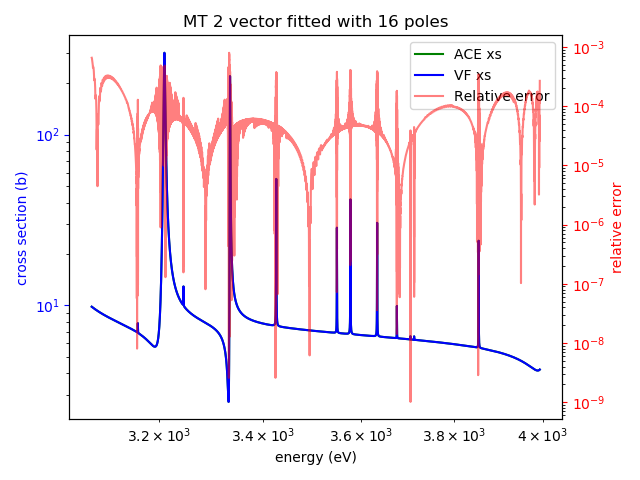 MT 2 vector fitted with 16 poles
ACE xs
VF xs
Relative error
cross section (b)
10²
10¹
relative error
10⁻³
10⁻⁴
10⁻⁵
10⁻⁶
10⁻⁷
10⁻⁸
10⁻⁹
3.2 × 10³
3.4 × 10³
3.6 × 10³
3.8 × 10³
4 × 10³
energy (eV)